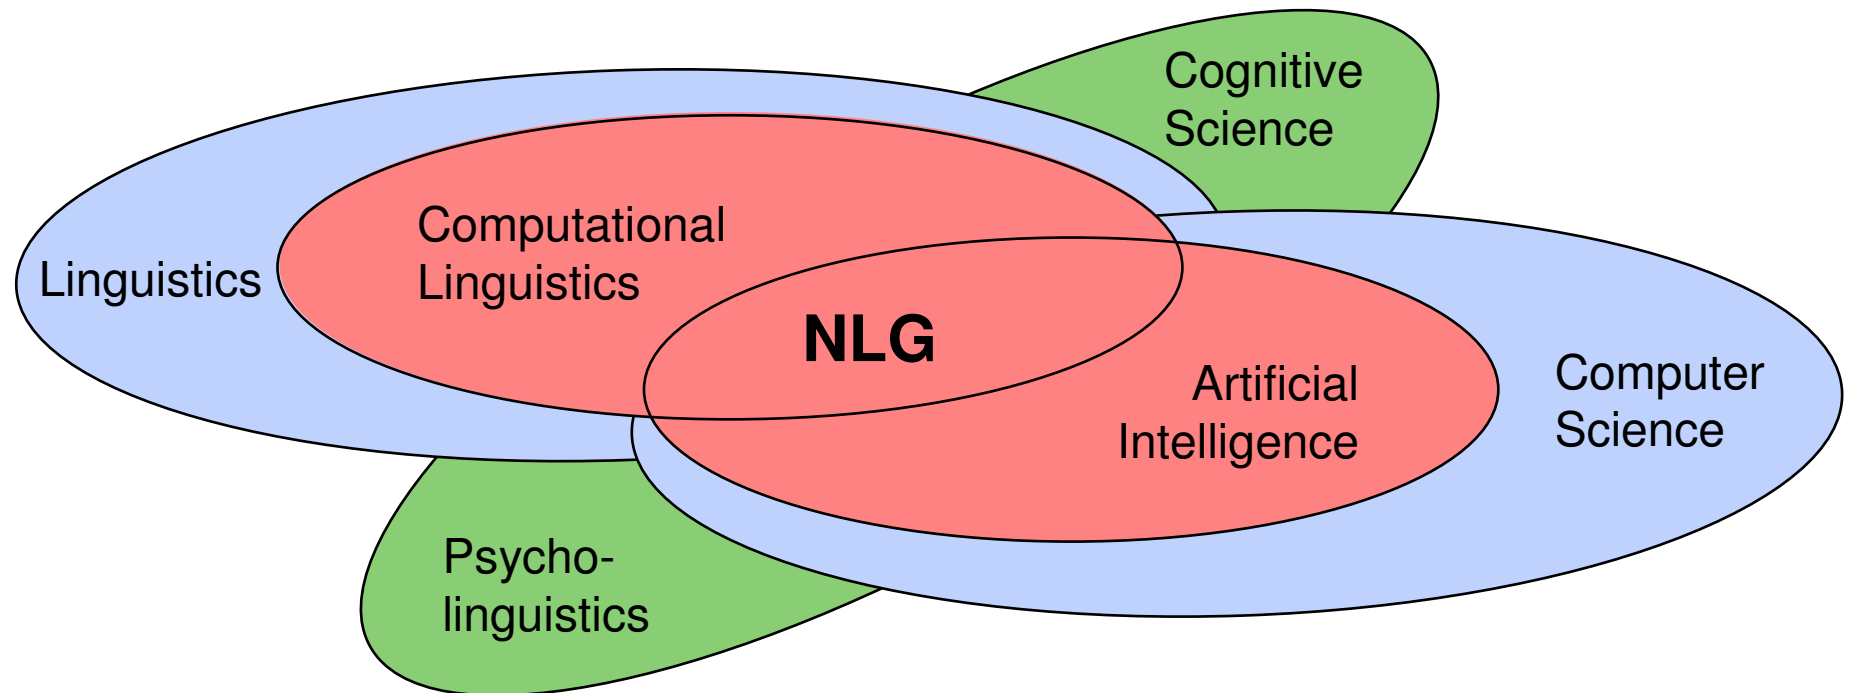 Cognitive
Science
Computational
Linguistics
Linguistics
NLG
Artificial
Intelligence
Computer
Science
Psycho-
linguistics